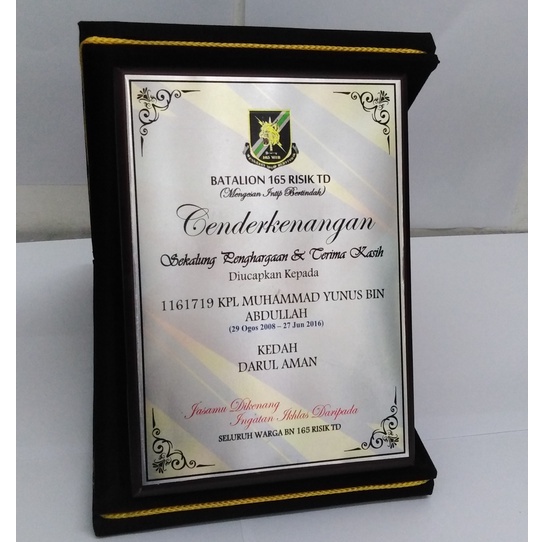 BATALION 165 RISIK TD
(Mengesan Intip Bertindak)
Cenderkenangan
Sekalung Penghargaan & Terima Kasih
Diucapkan Kepada
1161719 KPL MUHAMMAD YUNUS BIN
ABDULLAH
(29 Ogos 2008 – 27 Jun 2016)
KEDAH
DARUL AMAN
Jasamu Dikenang
Ingatan Ikhlas Daripada
SELURUH WARGA BN 165 RISIK TD